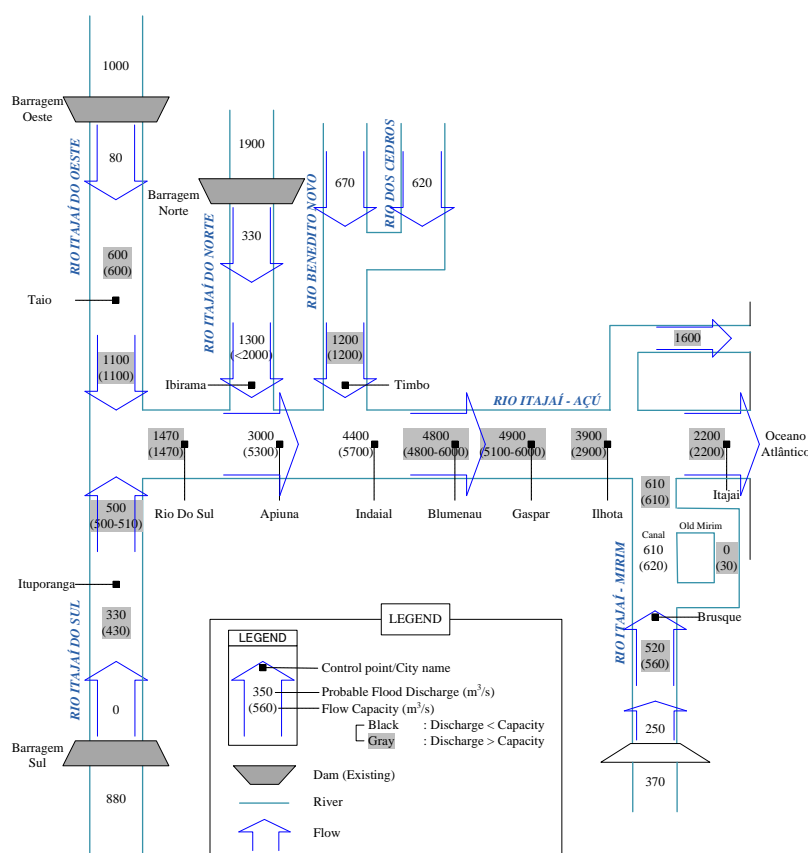 1000
Barragem
Oeste
80
RIO ITAJAÍ DO OESTE
600
(600)
Taio
1100
(1100)
1900
Barragem
Norte
330
RIO ITAJAÍ DO NORTE
1300
(<2000)
Ibirama
670
620
RIO DOS CEDROS
RIO BENEDITO NOVO
1200
(1200)
Timbo
RIO ITAJAÍ - AÇÚ
1600
1470
(1470)
3000
(5300)
4400
(5700)
4800
(4800-6000)
4900
(5100-6000)
3900
(2900)
2200
(2200)
Oceano
Atlântico
Rio Do Sul
Apiuna
Indaial
Blumenau
Gaspar
Ilhota
Itajai
500
(500-510)
Ituporanga
330
(430)
RIO ITAJAÍ DO SUL
0
Barragem
Sul
880
610
(610)
Canal
610
(620)
Old Mirim
0
(30)
RIO ITAJAÍ - MIRIM
Brusque
520
(560)
250
370
LEGEND
LEGEND
Control point/City name
350
Probable Flood Discharge (m³/s)
(560)
Flow Capacity (m³/s)
Black : Discharge < Capacity
Gray : Discharge > Capacity
Dam (Existing)
River
Flow